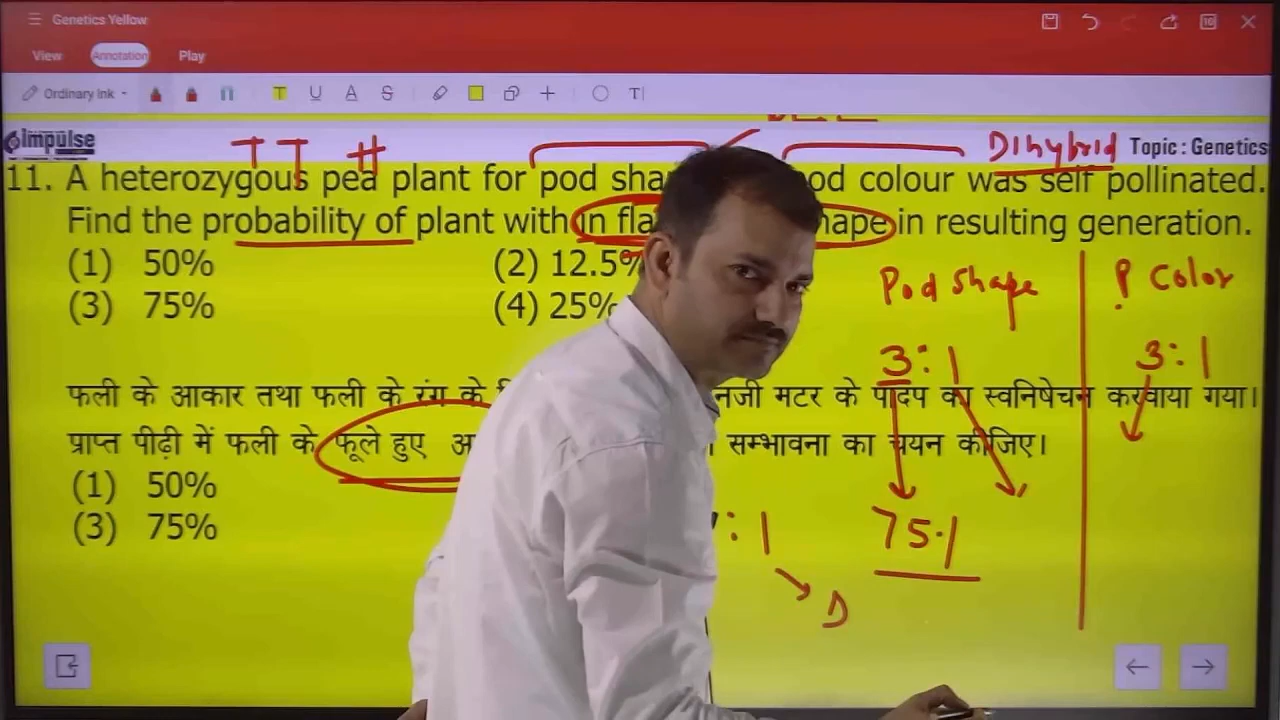 Genetics Yellow
View Annotation Play
Ordinary Ink
impulse
TT tt
Dihybrid Topic : Genetics
11. A heterozygous pea plant for pod sha od colour was self pollinated.
Find the probability of plant with in fla hape in resulting generation.
(1) 50% (2) 12.5%
(3) 75% (4) 25%
Pod Shape P Color
3:1 3:1
फली के आकार तथा फली के रंग के नजी मटर के पादप का स्वनिषेचन करवाया गया।
प्राप्त पीढ़ी में फली के फूले हुए अ सम्भावना का चयन कीजिए।
(1) 50%
(3) 75%
: 1 75%
D